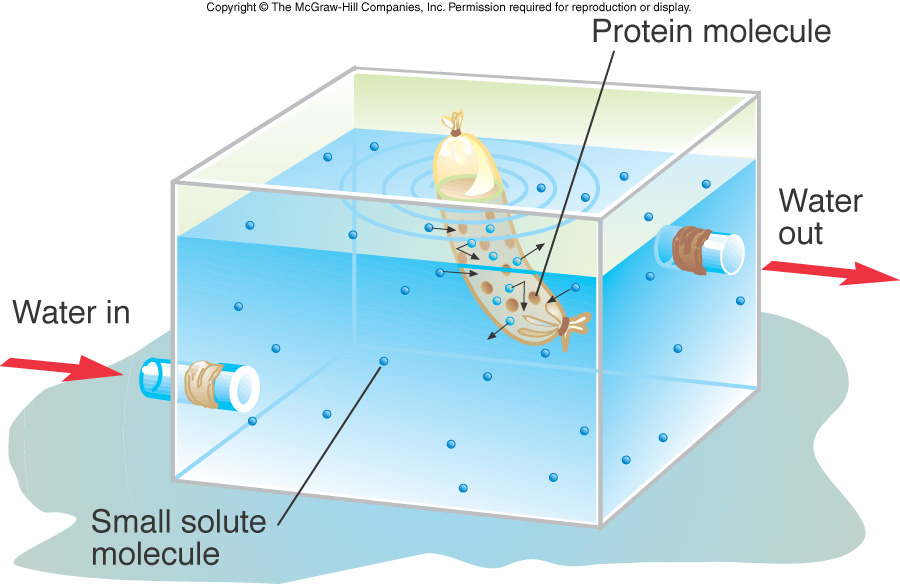 Copyright © The McGraw-Hill Companies, Inc. Permission required for reproduction or display.
Protein molecule
Water
out
Water in
Small solute
molecule